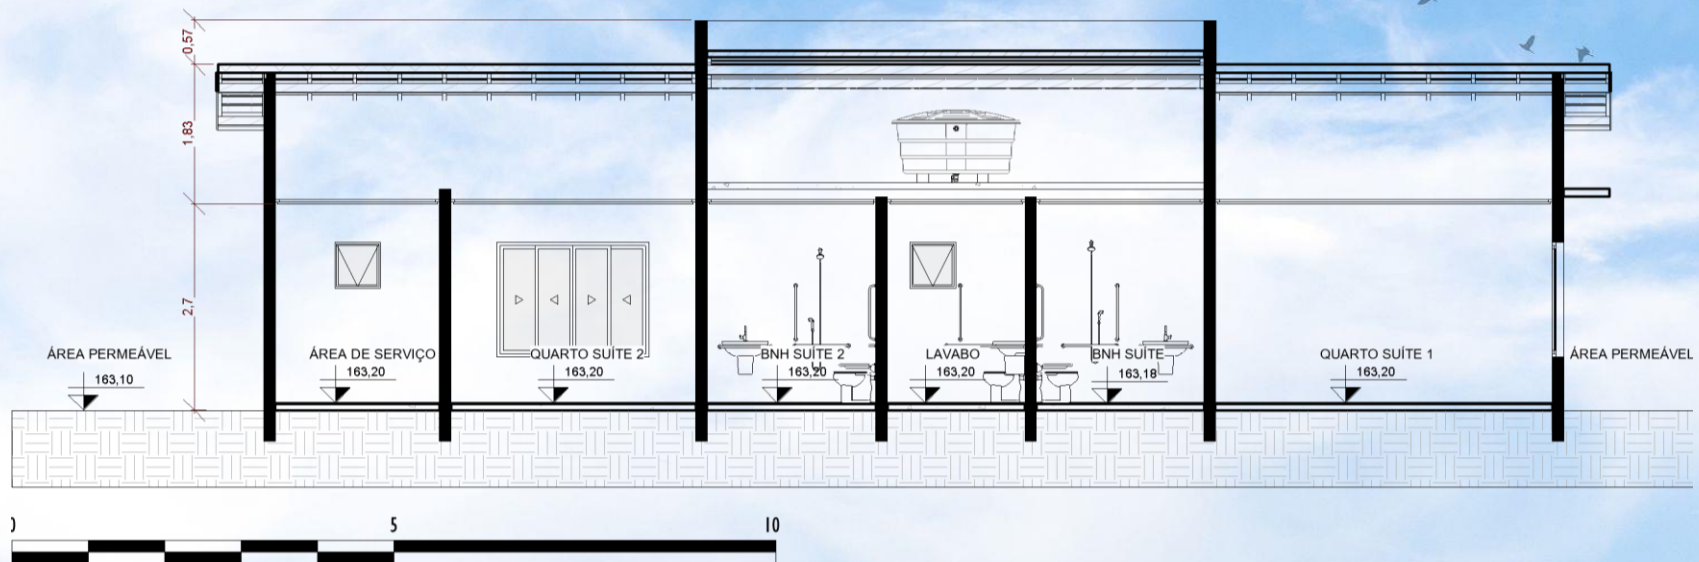 0,57
1,83
2,7
ÁREA PERMEÁVEL
163,10
ÁREA DE SERVIÇO
163,20
QUARTO SUÍTE 2
163,20
BNH SUÍTE 2
163,20
LAVABO
163,20
BNH SUÍTE
163,18
QUARTO SUÍTE 1
163,20
ÁREA PERMEÁVEL
0 5 10